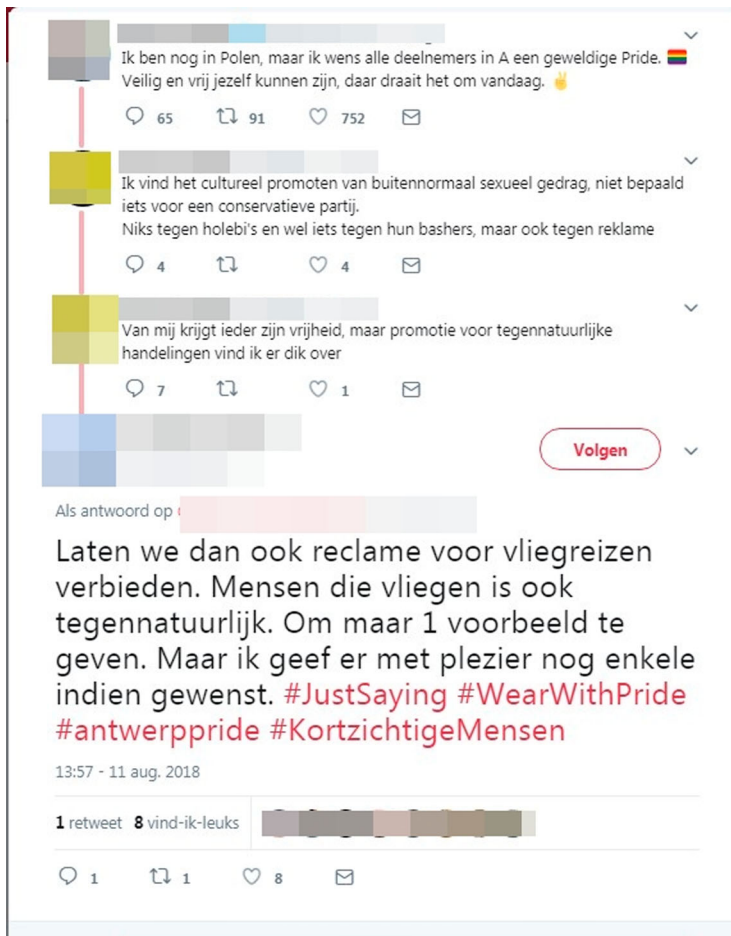 Ik ben nog in Polen, maar ik wens alle deelnemers in A een geweldige Pride.
Veilig en vrij jezelf kunnen zijn, daar draait het om vandaag.
65 91 752
Ik vind het cultureel promoten van buitennormaal sexueel gedrag, niet bepaald
iets voor een conservatieve partij.
Niks tegen holebi's en wel iets tegen hun bashers, maar ook tegen reklame
4 4
Van mij krijgt ieder zijn vrijheid, maar promotie voor tegennatuurlijke
handelingen vind ik er dik over
7 1
Volgen
Als antwoord op
Laten we dan ook reclame voor vliegreizen
verbieden. Mensen die vliegen is ook
tegennatuurlijk. Om maar 1 voorbeeld te
geven. Maar ik geef er met plezier nog enkele
indien gewenst. #JustSaying #WearWithPride
#antwerppride #KortzichtigeMensen
13:57 - 11 aug. 2018
1 retweet 8 vind-ik-leuks
1 1 8